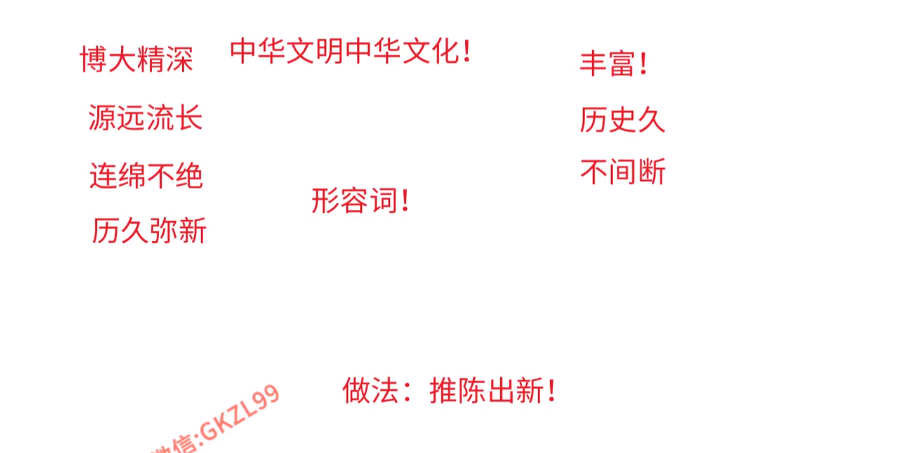 中华文明中华文化！
博大精深
丰富！
源远流长
历史久
连绵不绝
不间断
形容词！
历久弥新
做法：推陈出新！
微信:GKZL99